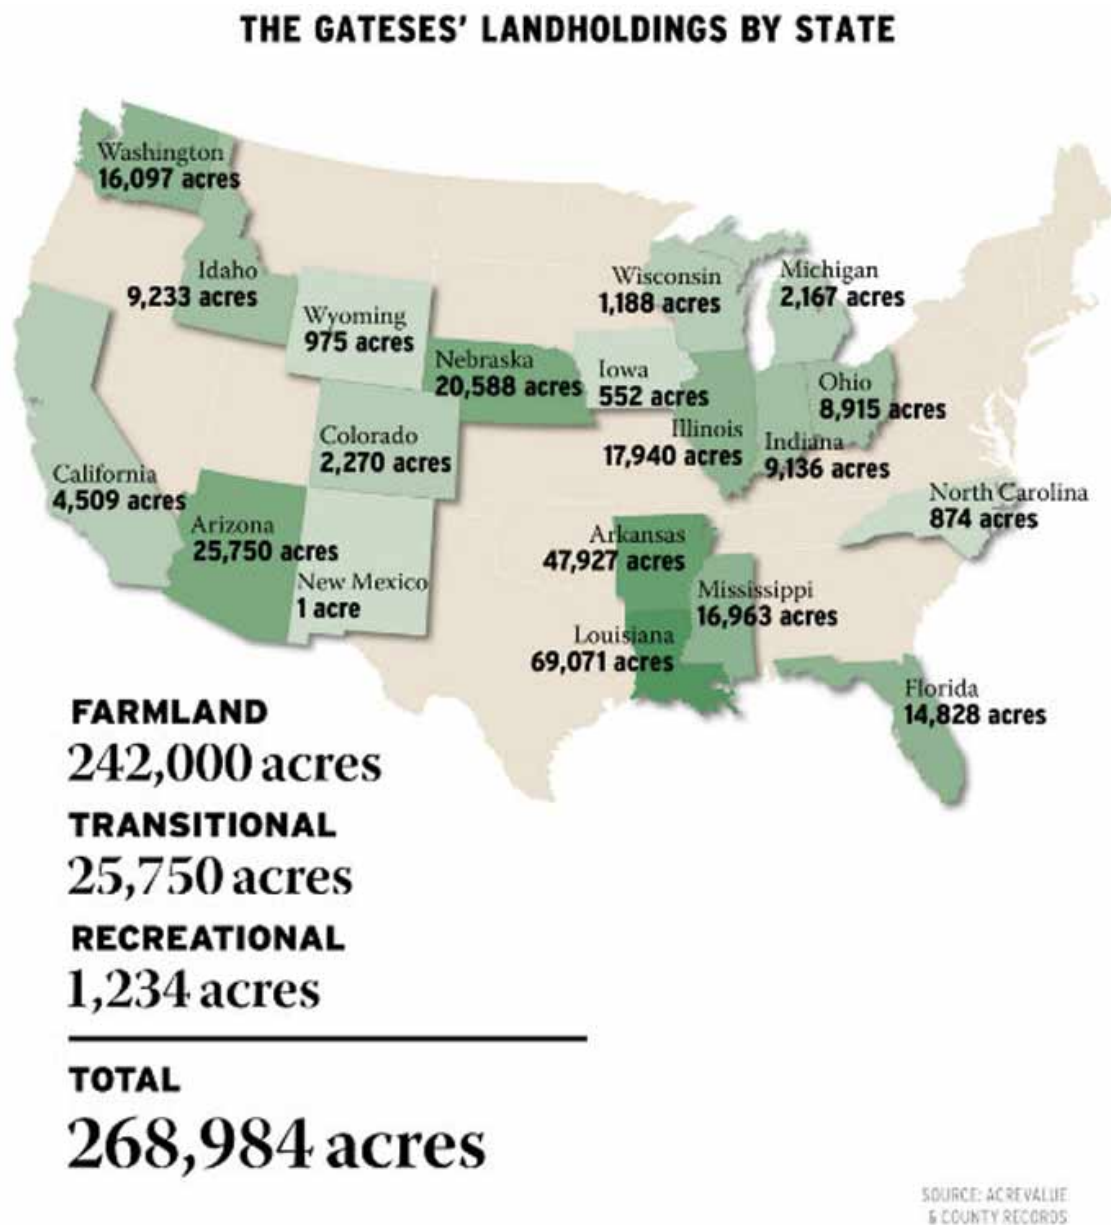 THE GATESES' LANDHOLDINGS BY STATE
Washington
16,097 acres
Idaho
9,233 acres
Wyoming
975 acres
Nebraska
20,588 acres
Wisconsin
1,188 acres
Michigan
2,167 acres
Iowa
552 acres
Ohio
8,915 acres
Illinois
17,940 acres
Indiana
9,136 acres
Colorado
2,270 acres
California
4,509 acres
Arizona
25,750 acres
New Mexico
1 acre
North Carolina
874 acres
Arkansas
47,927 acres
Mississippi
16,963 acres
Louisiana
69,071 acres
Florida
14,828 acres
FARMLAND
242,000 acres
TRANSITIONAL
25,750 acres
RECREATIONAL
1,234 acres
TOTAL
268,984 acres
SOURCE: ACREVALUE
& COUNTY RECORDS